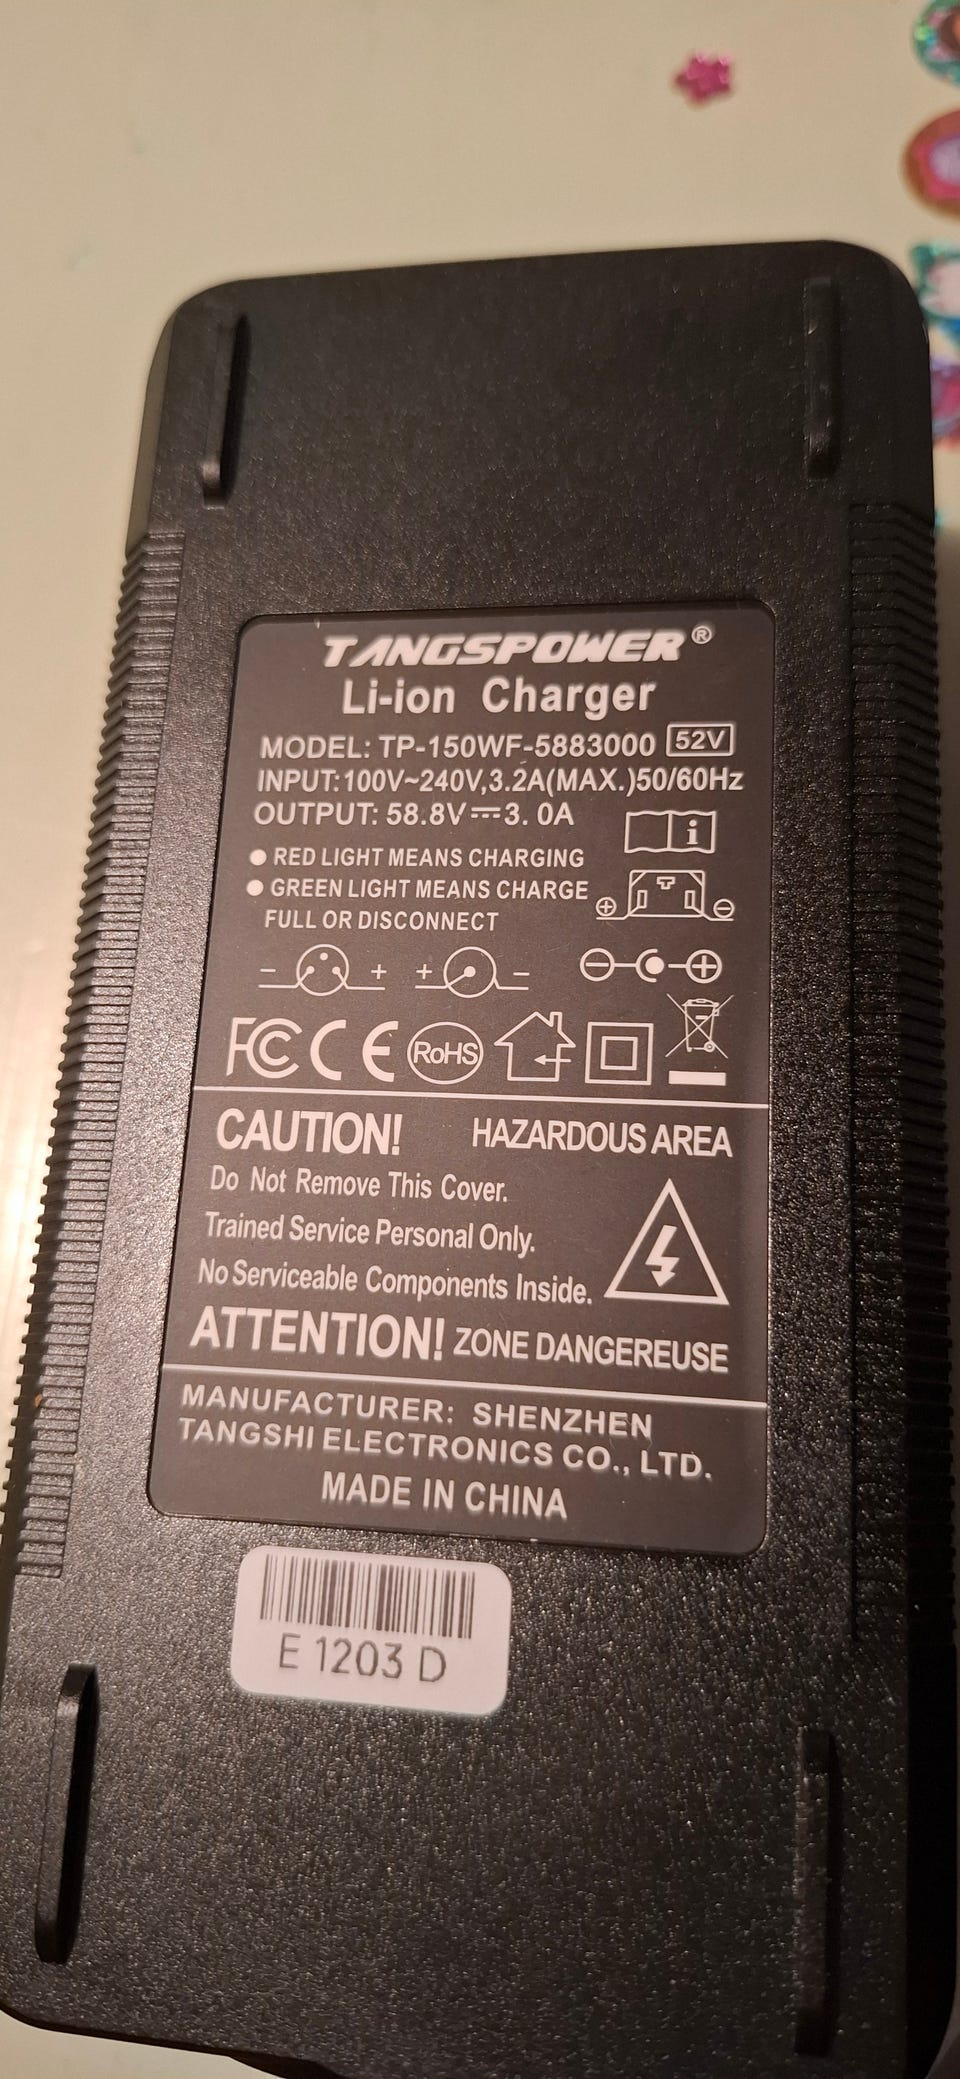 TANGSPOWER®
Li-ion Charger
MODEL: TP-150WF-5883000 52V
INPUT:100V~240V,3.2A(MAX.)50/60Hz
OUTPUT: 58.8V⎓3. 0A
i
● RED LIGHT MEANS CHARGING
● GREEN LIGHT MEANS CHARGE
FULL OR DISCONNECT
FC CE RoHS
CAUTION! HAZARDOUS AREA
Do Not Remove This Cover.
Trained Service Personal Only.
No Serviceable Components Inside.
ATTENTION! ZONE DANGEREUSE
MANUFACTURER: SHENZHEN
TANGSHI ELECTRONICS CO., LTD.
MADE IN CHINA
E 1203 D